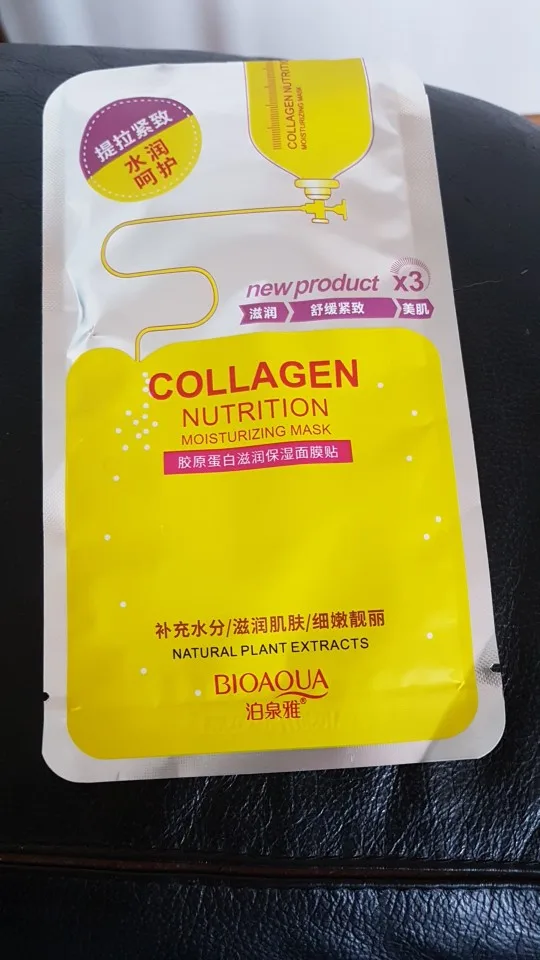 提拉紧致
水润
呵护
COLLAGEN NUTRITION
MOISTURIZING MASK
new product x3
滋润 舒缓紧致 美肌
COLLAGEN
NUTRITION
MOISTURIZING MASK
胶原蛋白滋润保湿面膜贴
补充水分/滋润肌肤/细嫩靓丽
NATURAL PLANT EXTRACTS
BIOAQUA
泊泉雅®